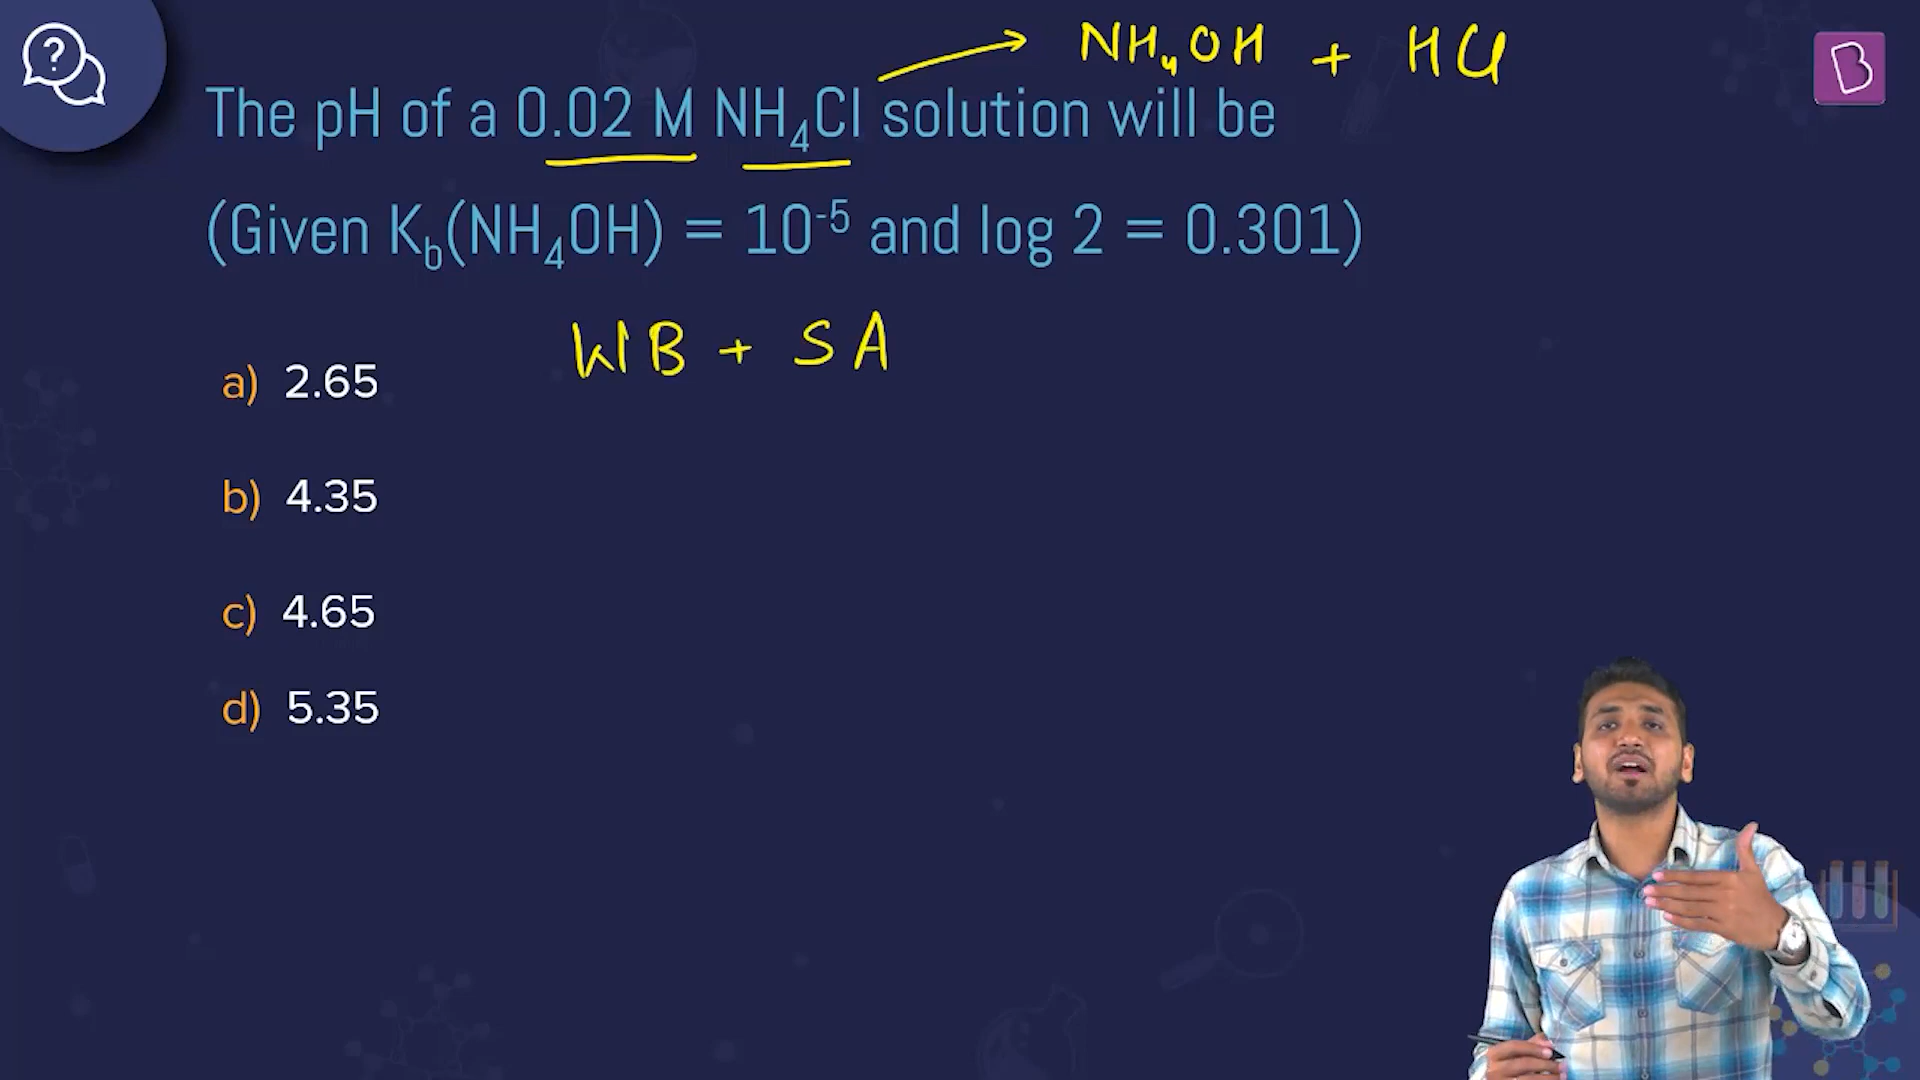 NH₄OH + HCl
The pH of a 0.02 M NH₄Cl solution will be
(Given K_b(NH₄OH) = 10⁻⁵ and log 2 = 0.301)
WB + SA
a) 2.65
b) 4.35
c) 4.65
d) 5.35